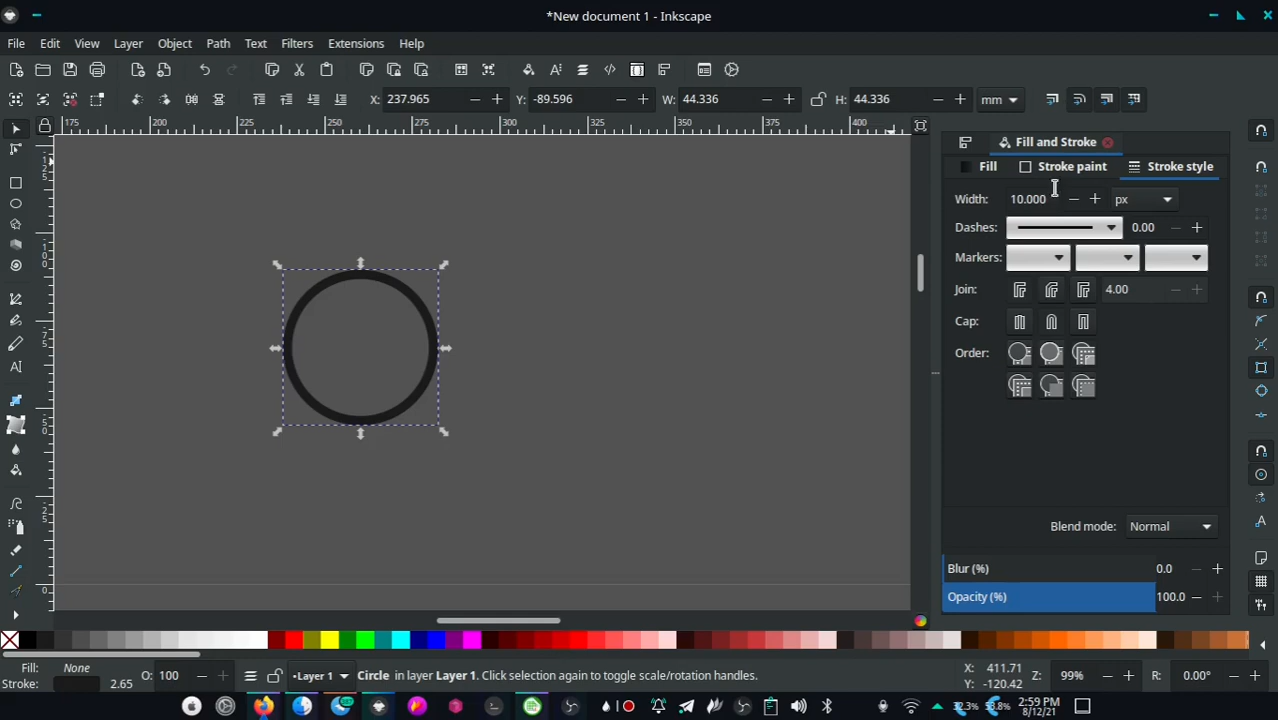 *New document 1 - Inkscape
File Edit View Layer Object Path Text Filters Extensions Help
X: 237.965 Y: -89.596 W: 44.336 H: 44.336 mm
175 200 225 250 275 300 325 350 375 400
Fill and Stroke
Fill Stroke paint Stroke style
Width: 10.000 px
Dashes: 0.00
Markers:
Join: 4.00
Cap:
Order:
Blend mode: Normal
Blur (%) 0.0
Opacity (%) 100.0
Fill: None O: 100 •Layer 1 Circle in layer Layer 1. Click selection again to toggle scale/rotation handles. X: 411.71 Z: 99% R: 0.00°
Stroke: 2.65 Y: -120.42
32.3% 53.8% 2:59 PM
8/12/21